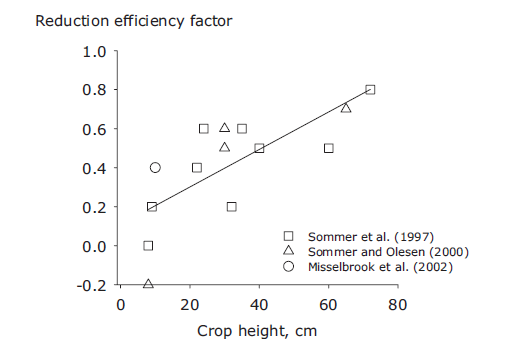 Reduction efficiency factor
1.0
0.8
0.6
0.4
0.2
0.0
-0.2
Sommer et al. (1997)
Sommer and Olesen (2000)
Misselbrook et al. (2002)
0 20 40 60 80
Crop height, cm